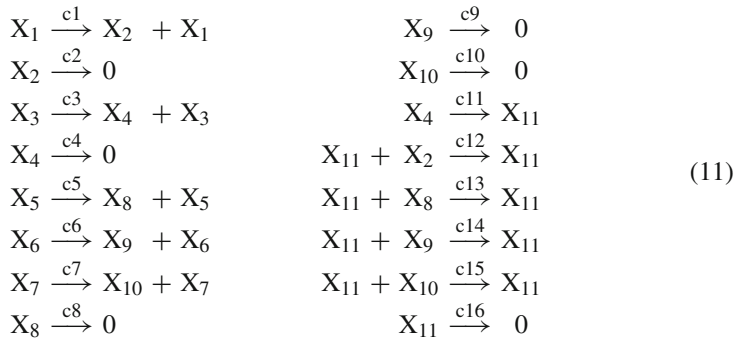 X₁ —c1→ X₂ + X₁
X₂ —c2→ 0
X₃ —c3→ X₄ + X₃
X₄ —c4→ 0
X₅ —c5→ X₈ + X₅
X₆ —c6→ X₉ + X₆
X₇ —c7→ X₁₀ + X₇
X₈ —c8→ 0
X₉ —c9→ 0
X₁₀ —c10→ 0
X₄ —c11→ X₁₁
X₁₁ + X₂ —c12→ X₁₁
X₁₁ + X₈ —c13→ X₁₁
X₁₁ + X₉ —c14→ X₁₁
X₁₁ + X₁₀ —c15→ X₁₁
X₁₁ —c16→ 0
(11)